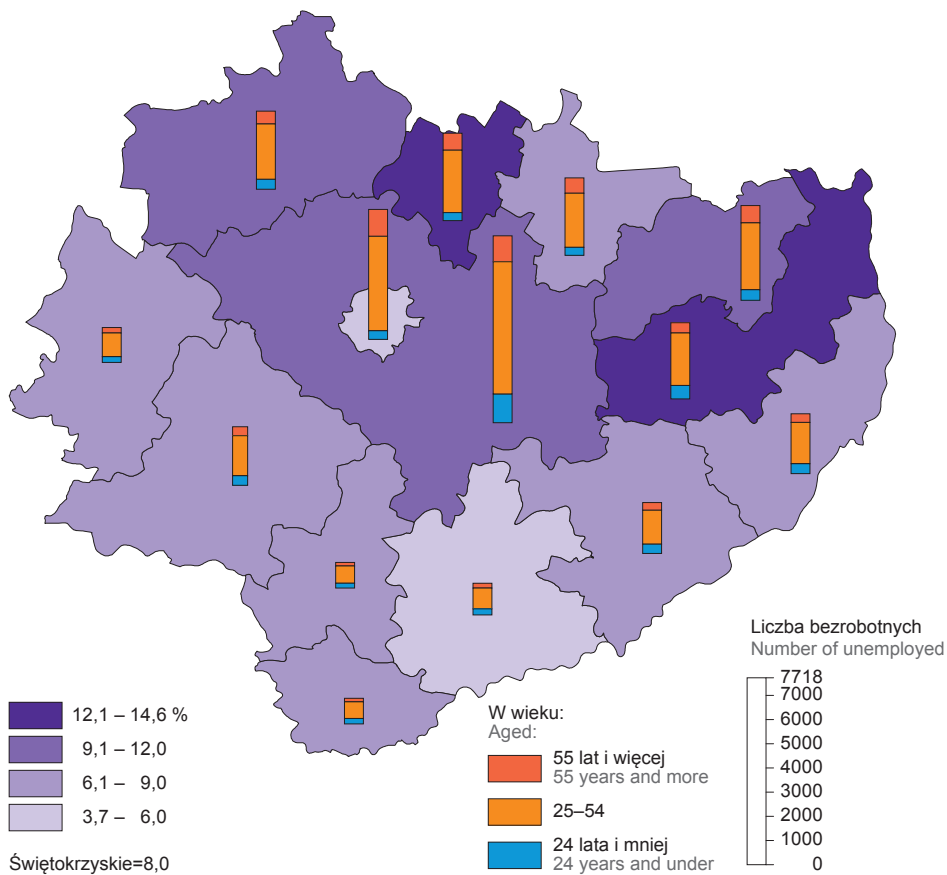 12,1 – 14,6 %
9,1 – 12,0
6,1 – 9,0
3,7 – 6,0
Świętokrzyskie=8,0
W wieku:
Aged:
55 lat i więcej
55 years and more
25–54
24 lata i mniej
24 years and under
Liczba bezrobotnych
Number of unemployed
7718
7000
6000
5000
4000
3000
2000
1000
0